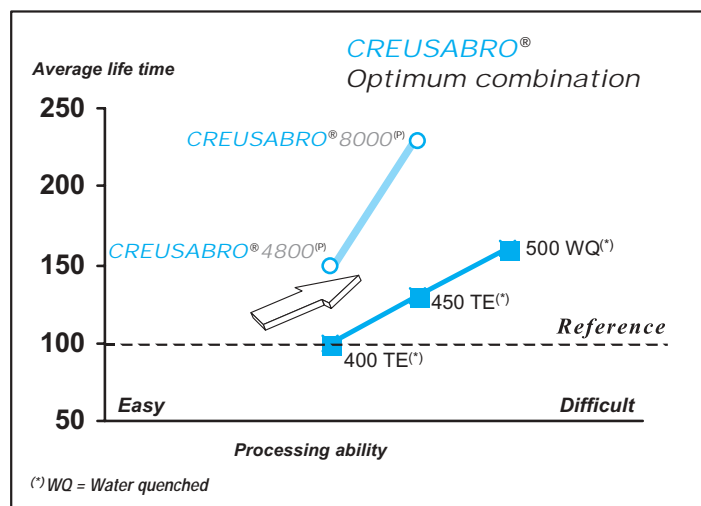 CREUSABRO®
Optimum combination
Average life time
250
CREUSABRO® 8000(P)
200
CREUSABRO® 4800(P)
500 WQ(*)
150
450 TE(*)
Reference
100
400 TE(*)
50
Easy
Difficult
Processing ability
(*) WQ = Water quenched